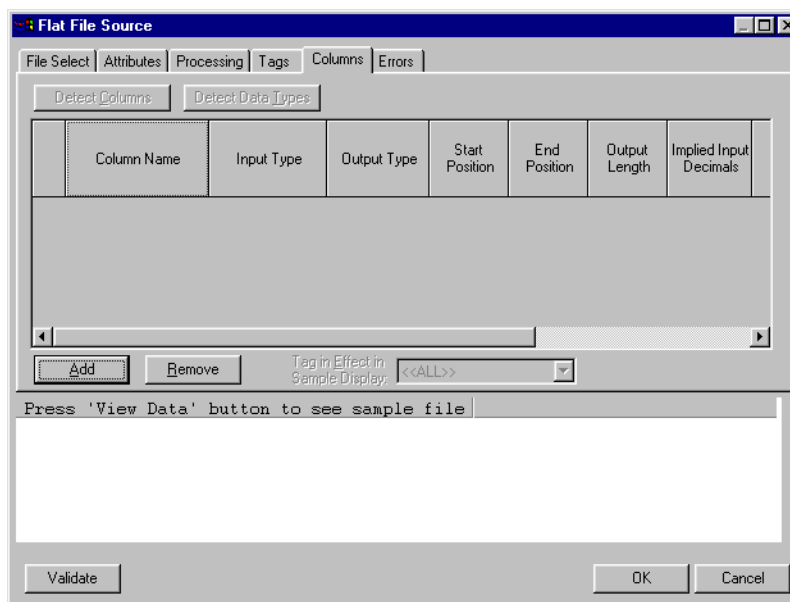 Flat File Source
File Select Attributes Processing Tags Columns Errors
Detect Columns Detect Data Types
Column Name Input Type Output Type Start Position End Position Output Length Implied Input Decimals
Add Remove Tag in Effect in Sample Display: <<ALL>>
Press 'View Data' button to see sample file
Validate OK Cancel